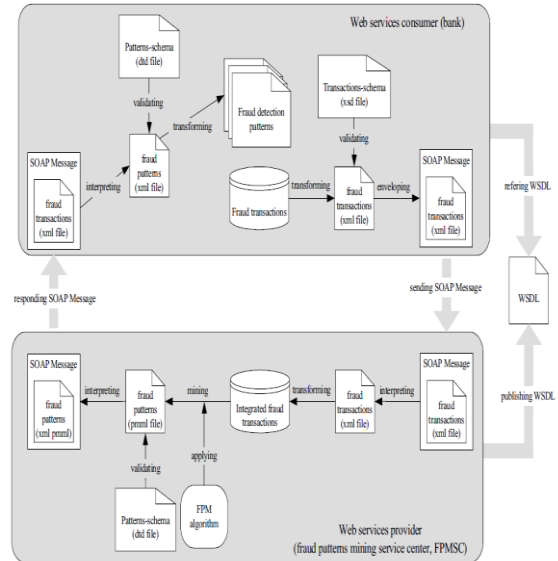 Web services consumer (bank)
Patterns-schema
(dtd file)
validating
transforming
Fraud detection
patterns
Transactions-schema
(xsd file)
validating
SOAP Message
fraud
transactions
(xml file)
interpreting
fraud
patterns
(xml file)
Fraud transactions
transforming
fraud
transactions
(xml file)
enveloping
SOAP Message
fraud
transactions
(xml file)
refering WSDL
WSDL
publishing WSDL
responding SOAP Message
sending SOAP Message
SOAP Message
fraud
patterns
(xml pmml)
interpreting
fraud
patterns
(pmml file)
mining
Integrated fraud
transactions
transforming
fraud
transactions
(xml file)
interpreting
SOAP Message
fraud
transactions
(xml file)
validating
applying
Patterns-schema
(dtd file)
FPM
algorithm
Web services provider
(fraud patterns mining service center, FPMSC)